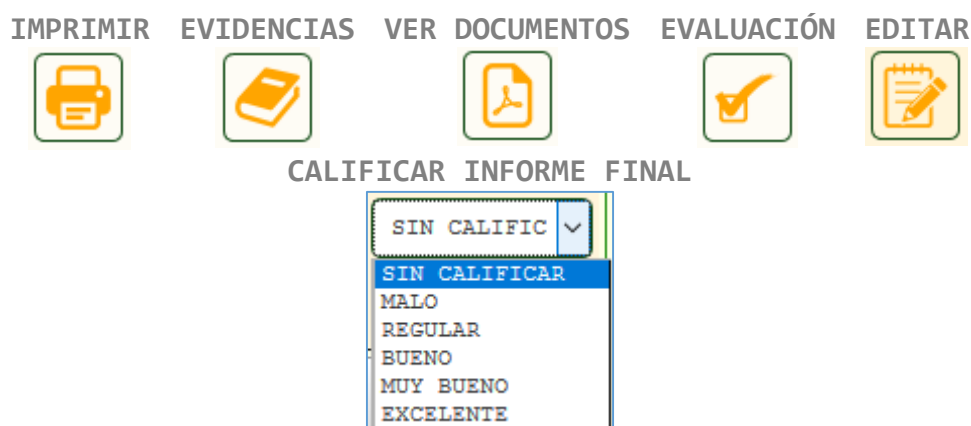 IMPRIMIR EVIDENCIAS VER DOCUMENTOS EVALUACIÓN EDITAR
CALIFICAR INFORME FINAL
SIN CALIFIC
SIN CALIFICAR
MALO
REGULAR
BUENO
MUY BUENO
EXCELENTE